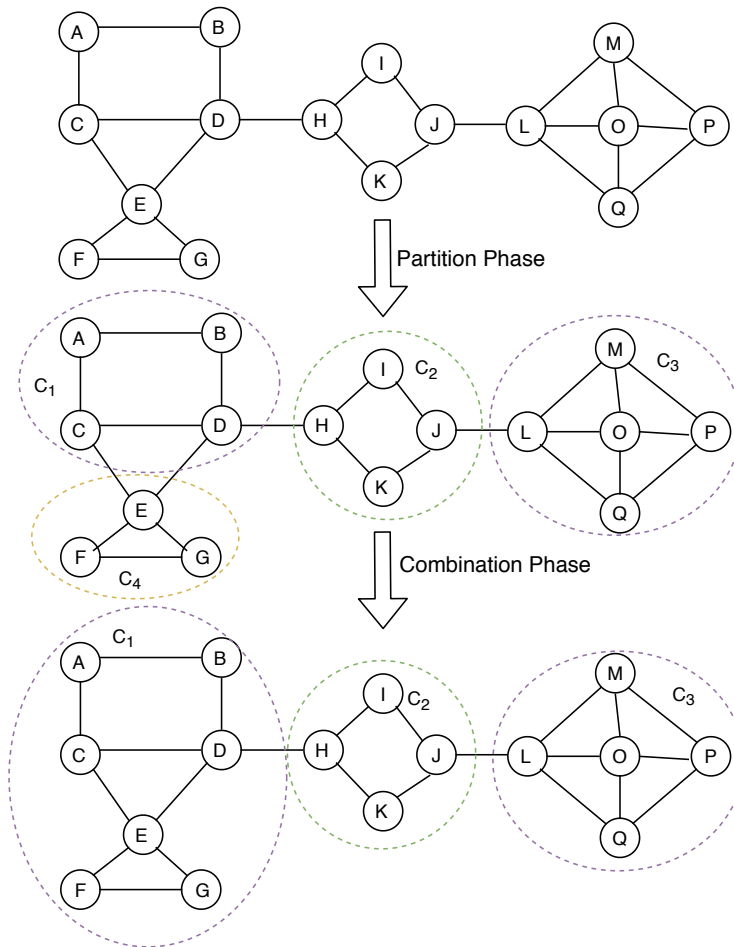 A B I M
C D H J L O P
E K Q
F G
Partition Phase
A B I C2 M C3
C1
C D H J L O P
E K Q
F G
C4
Combination Phase
C1
A B I C2 M C3
C D H J L O P
E K Q
F G